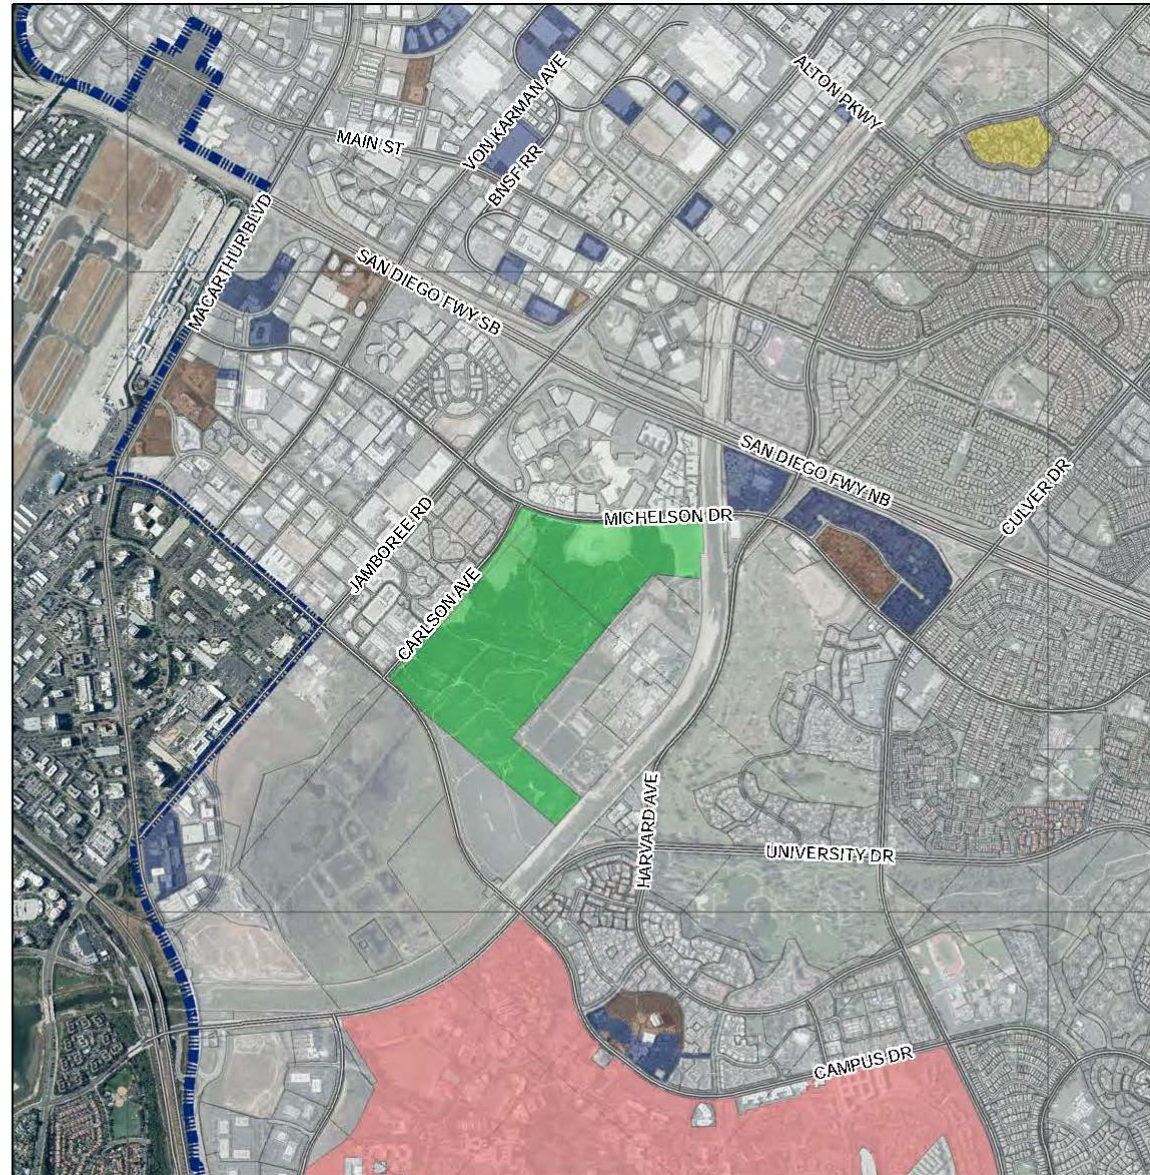 ALTON PKWY
VON KARMAN AVE
MAIN ST
BNSF RR
MACARTHUR BLVD
SAN DIEGO FWY SB
SAN DIEGO FWY NB
CULVER DR
MICHELSON DR
JAMBOREE RD
CARLSON AVE
HARVARD AVE
UNIVERSITY DR
CAMPUS DR